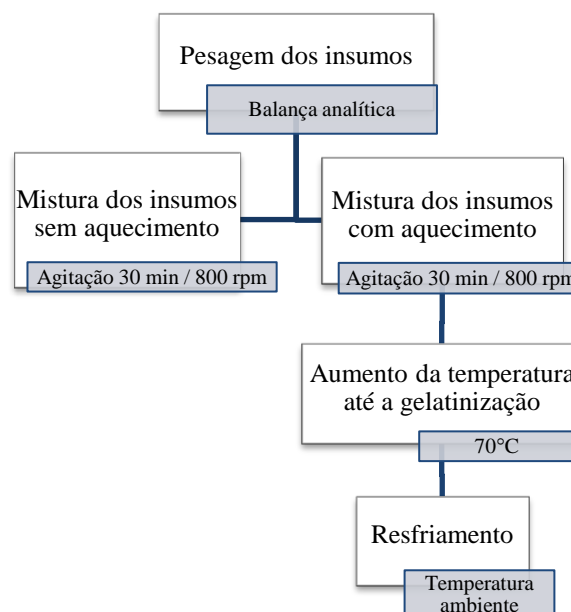 Pesagem dos insumos
Balança analítica
Mistura dos insumos
sem aquecimento
Agitação 30 min / 800 rpm
Mistura dos insumos
com aquecimento
Agitação 30 min / 800 rpm
Aumento da temperatura
até a gelatinização
70°C
Resfriamento
Temperatura
ambiente